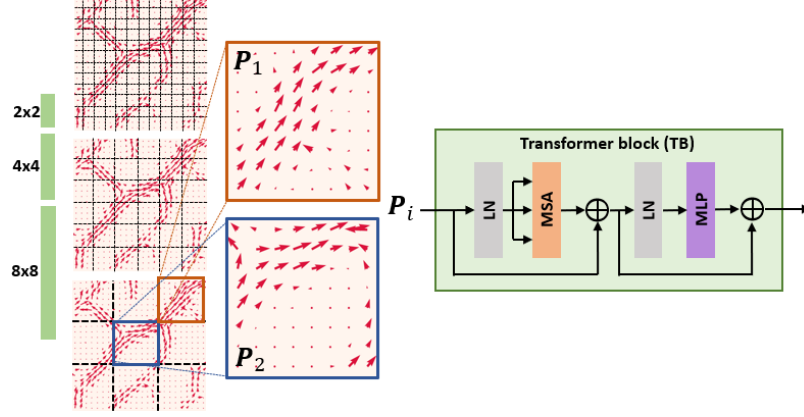 2x2
4x4
8x8
P1
P2
Transformer block (TB)
Pi
LN
MSA
LN
MLP